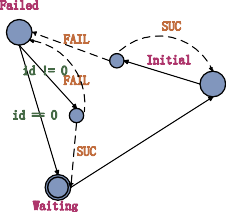 Failed
SUC
FAIL
Initial
id != 0
FAIL
id == 0
SUC
Waiting